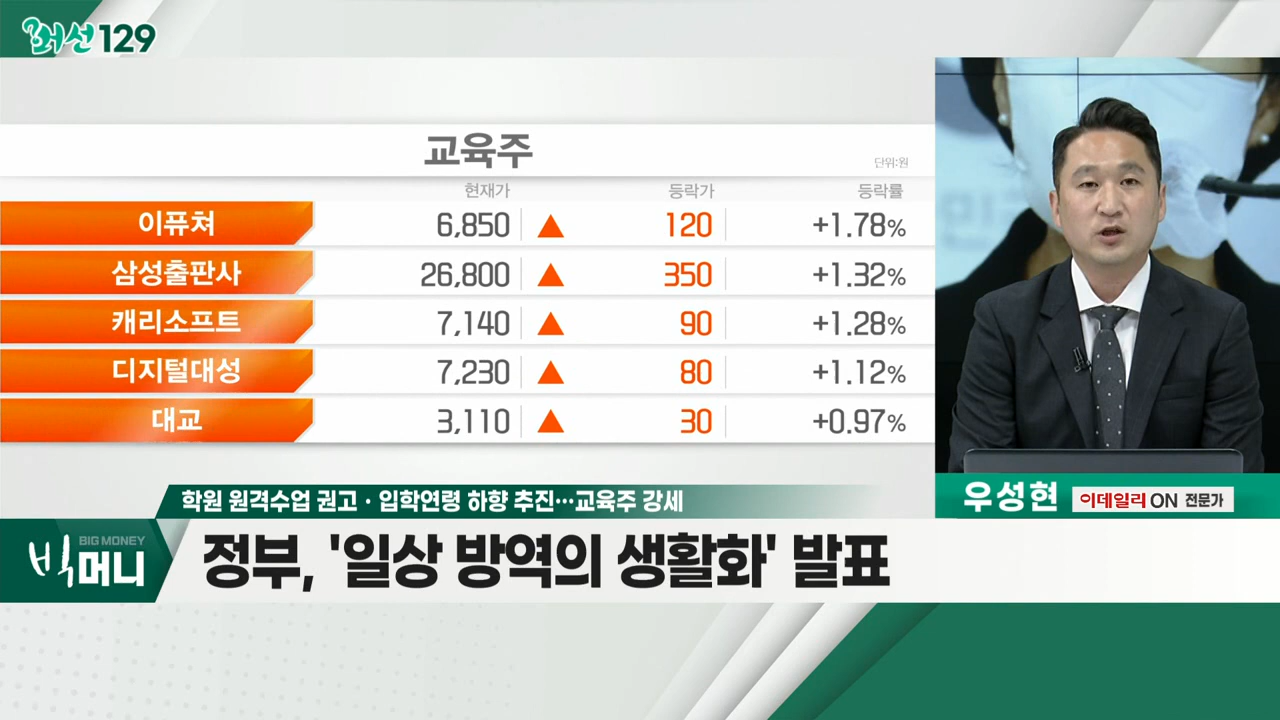 머선129
교육주
단위:원
현재가 등락가 등락률
이퓨쳐 6,850 ▲ 120 +1.78%
삼성출판사 26,800 ▲ 350 +1.32%
캐리소프트 7,140 ▲ 90 +1.28%
디지털대성 7,230 ▲ 80 +1.12%
대교 3,110 ▲ 30 +0.97%
우성현 이데일리ON 전문가
학원 원격수업 권고·입학연령 하향 추진…교육주 강세
BIG MONEY
빅머니
정부, '일상 방역의 생활화' 발표